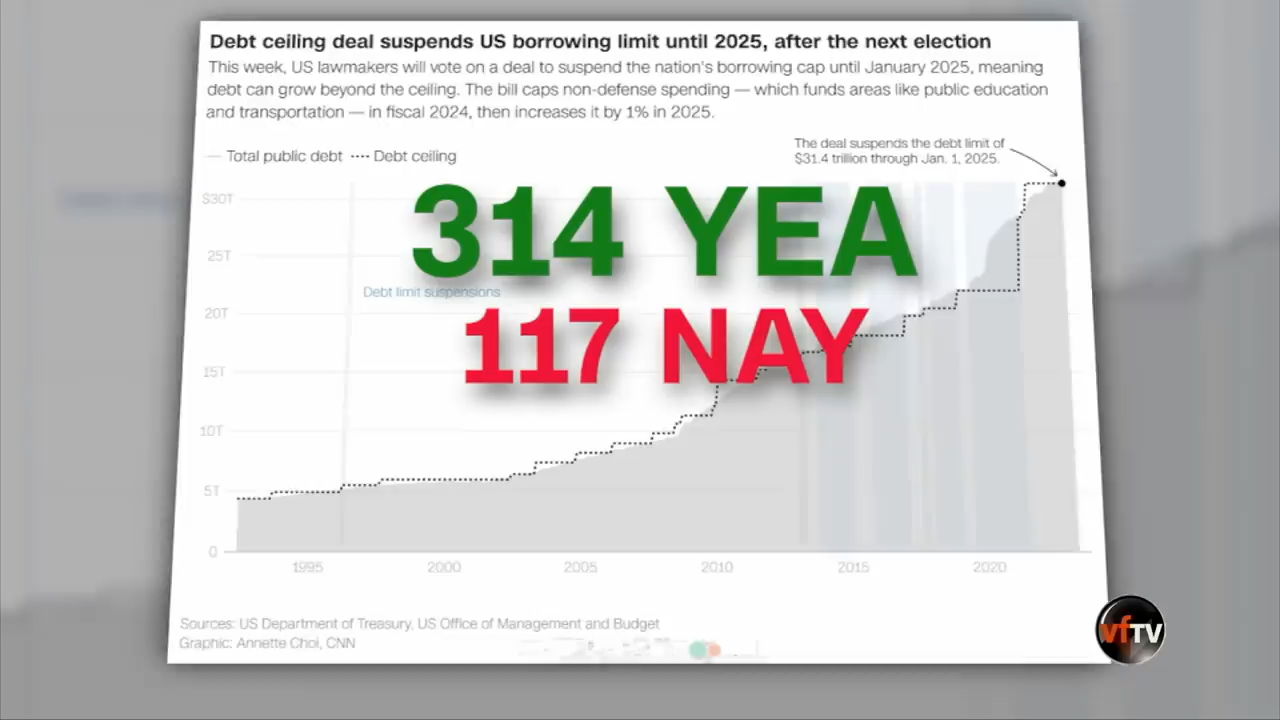 Debt ceiling deal suspends US borrowing limit until 2025, after the next election
This week, US lawmakers will vote on a deal to suspend the nation's borrowing cap until January 2025, meaning
debt can grow beyond the ceiling. The bill caps non-defense spending — which funds areas like public education
and transportation — in fiscal 2024, then increases it by 1% in 2025.
The deal suspends the debt limit of
$31.4 trillion through Jan. 1, 2025.
Total public debt Debt ceiling
$30T
314 YEA
25T
Debt limit suspensions
20T
117 NAY
15T
10T
5T
0
1995 2000 2005 2010 2015 2020
Sources: US Department of Treasury, US Office of Management and Budget
Graphic: Annette Choi, CNN
vfTV